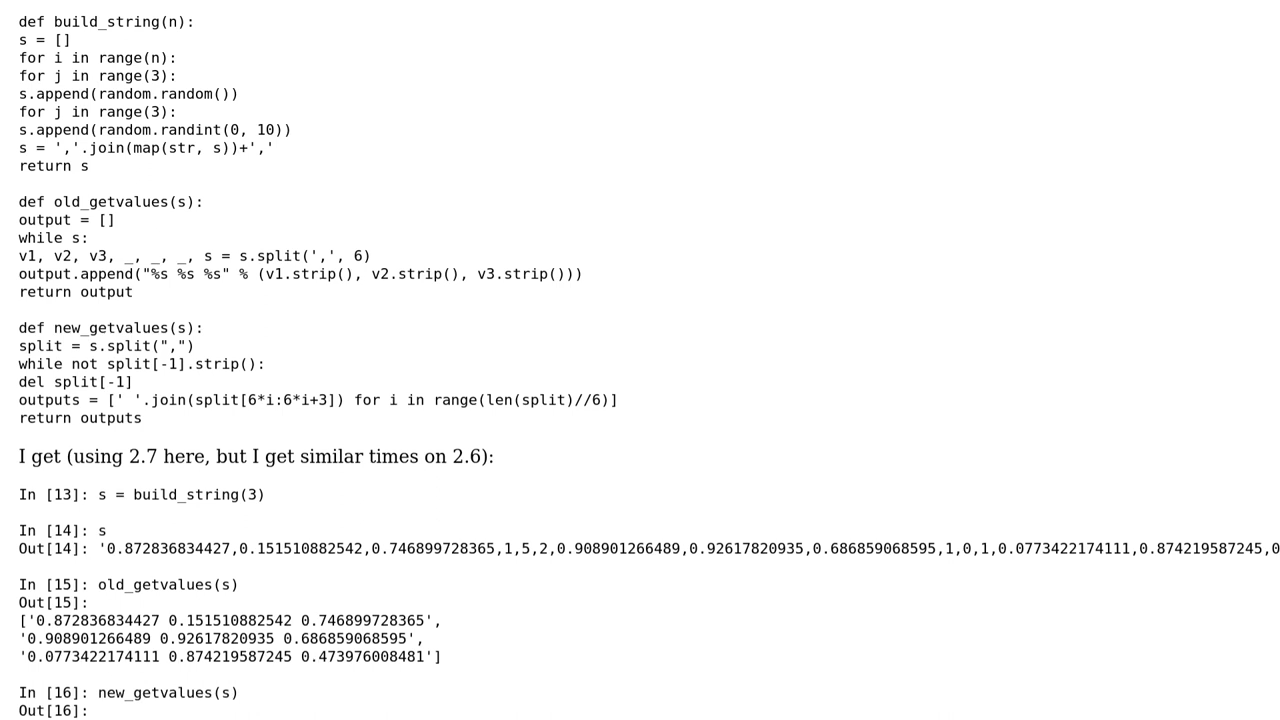 def build_string(n):
s = []
for i in range(n):
for j in range(3):
s.append(random.random())
for j in range(3):
s.append(random.randint(0, 10))
s = ','.join(map(str, s))+','
return s

def old_getvalues(s):
output = []
while s:
v1, v2, v3, _, _, _, s = s.split(',', 6)
output.append("%s %s %s" % (v1.strip(), v2.strip(), v3.strip()))
return output

def new_getvalues(s):
split = s.split(",")
while not split[-1].strip():
del split[-1]
outputs = [' '.join(split[6*i:6*i+3]) for i in range(len(split)//6)]
return outputs

I get (using 2.7 here, but I get similar times on 2.6):

In [13]: s = build_string(3)

In [14]: s
Out[14]: '0.872836834427,0.151510882542,0.746899728365,1,5,2,0.908901266489,0.92617820935,0.686859068595,1,0,1,0.0773422174111,0.874219587245,0

In [15]: old_getvalues(s)
Out[15]:
['0.872836834427 0.151510882542 0.746899728365',
'0.908901266489 0.92617820935 0.686859068595',
'0.0773422174111 0.874219587245 0.473976008481']

In [16]: new_getvalues(s)
Out[16]: